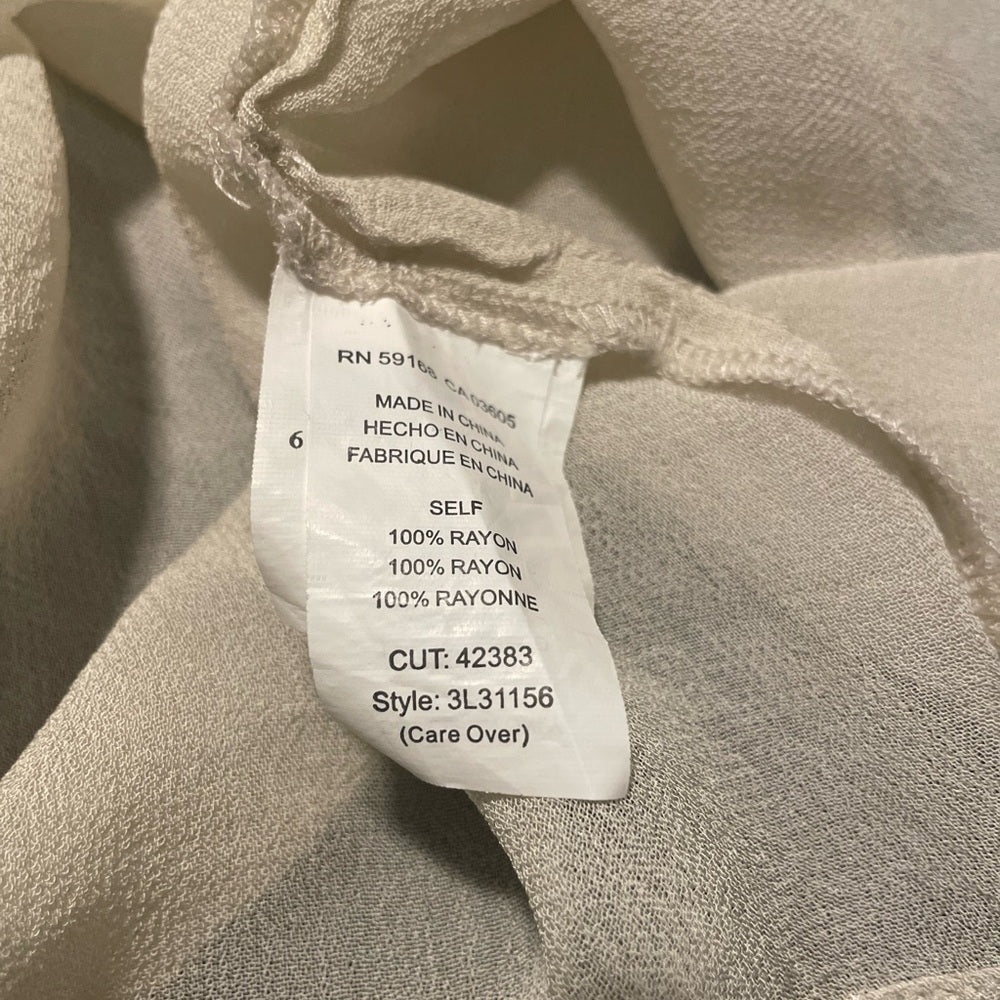 RN 59168 CA 03605
MADE IN CHINA
HECHO EN CHINA
FABRIQUE EN CHINA
6
SELF
100% RAYON
100% RAYON
100% RAYONNE
CUT: 42383
Style: 3L31156
(Care Over)